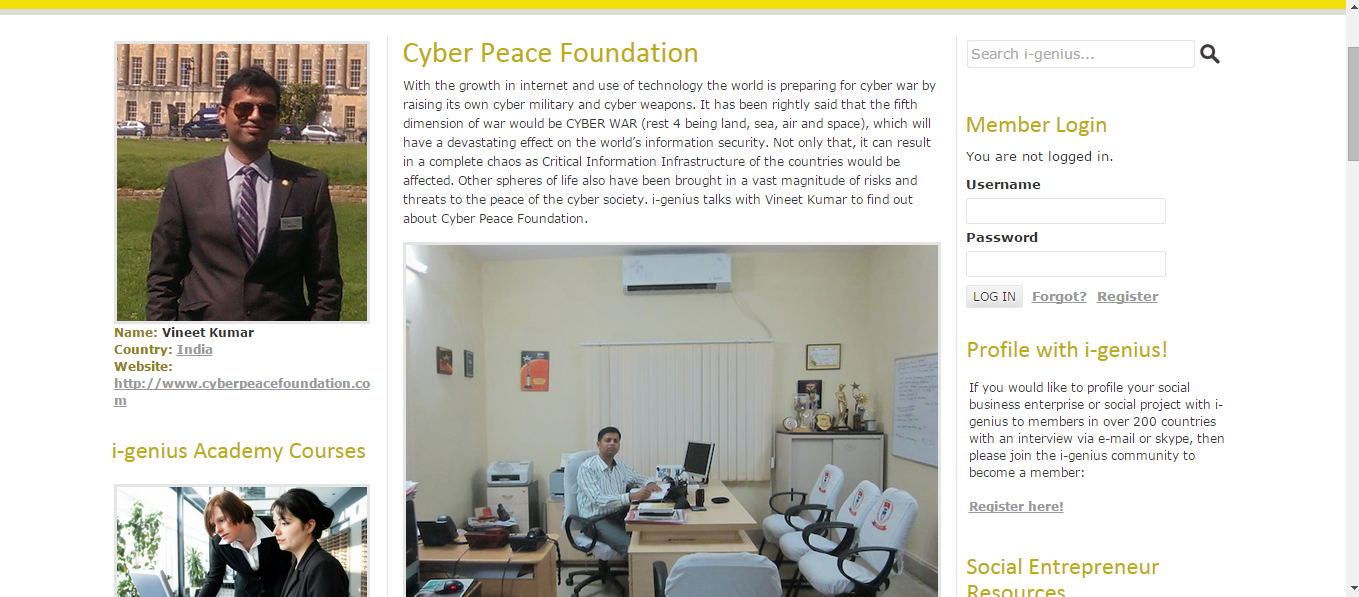 Name: Vineet Kumar
Country: India
Website:
http://www.cyberpeacefoundation.co
m
i-genius Academy Courses
Cyber Peace Foundation
With the growth in internet and use of technology the world is preparing for cyber war by
raising its own cyber military and cyber weapons. It has been rightly said that the fifth
dimension of war would be CYBER WAR (rest 4 being land, sea, air and space), which will
have a devastating effect on the world's information security. Not only that, it can result
in a complete chaos as Critical Information Infrastructure of the countries would be
affected. Other spheres of life also have been brought in a vast magnitude of risks and
threats to the peace of the cyber society. i-genius talks with Vineet Kumar to find out
about Cyber Peace Foundation.
Search i-genius...
Member Login
You are not logged in.
Username
Password
LOG IN Forgot? Register
Profile with i-genius!
If you would like to profile your social
business enterprise or social project with i-
genius to members in over 200 countries
with an interview via e-mail or skype, then
please join the i-genius community to
become a member:
Register here!
Social Entrepreneur
Resources